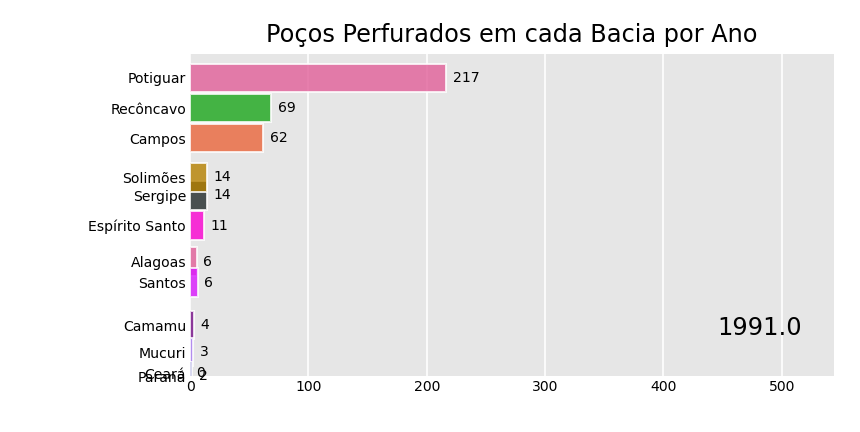 Poços Perfurados em cada Bacia por Ano
Potiguar 217
Recôncavo 69
Campos 62
Solimões 14
Sergipe 14
Espírito Santo 11
Alagoas 6
Santos 6
Camamu 4
1991.0
Mucuri 3
Ceará 0
Paraná 2
0 100 200 300 400 500